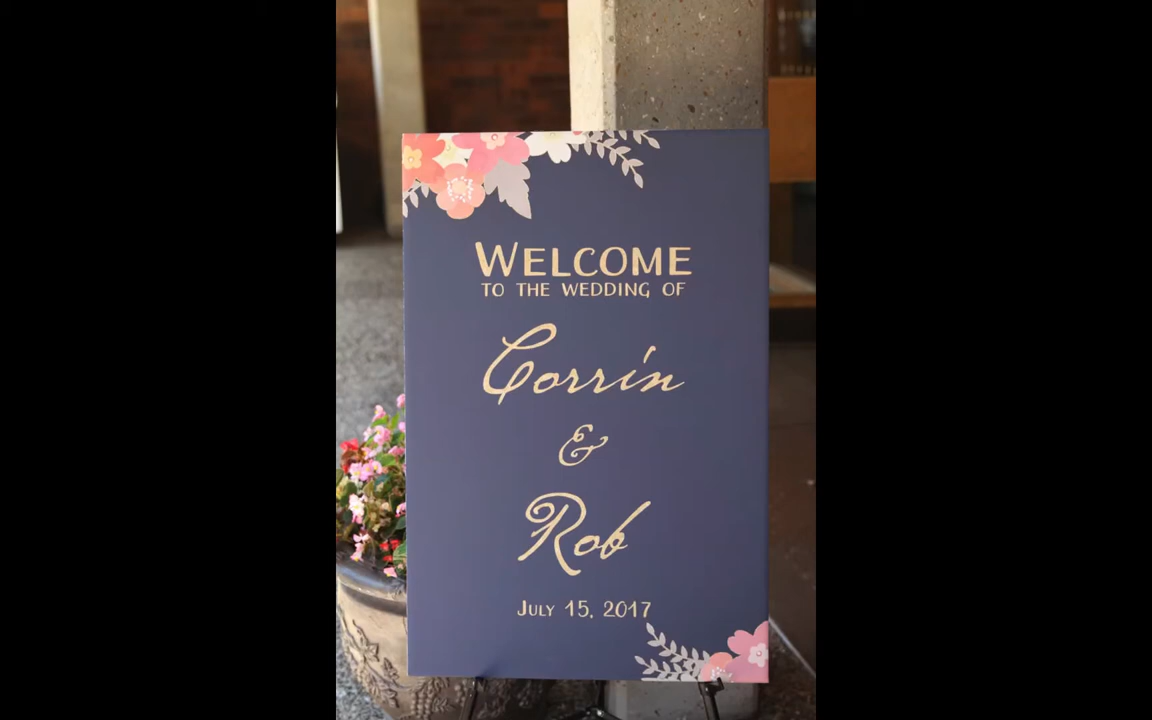 WELCOME
TO THE WEDDING OF
Corrin
&
Rob
JULY 15, 2017